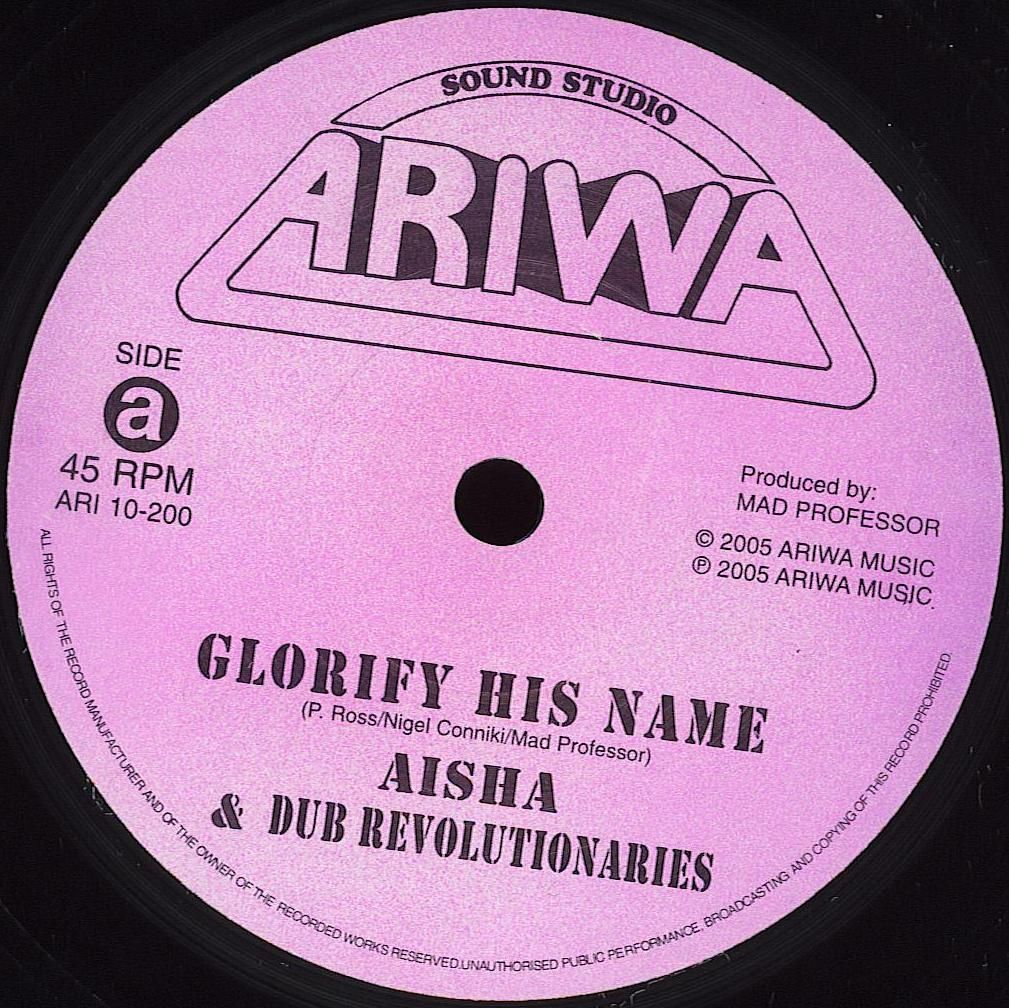 SOUND STUDIO
ARIWA
SIDE
a
45 RPM
ARI 10-200
Produced by:
MAD PROFESSOR
© 2005 ARIWA MUSIC
℗ 2005 ARIWA MUSIC.
GLORIFY HIS NAME
(P. Ross/Nigel Conniki/Mad Professor)
AISHA
& DUB REVOLUTIONARIES
ALL RIGHTS OF THE RECORD MANUFACTURER AND OF THE OWNER OF THE RECORDED WORKS RESERVED.UNAUTHORISED PUBLIC PERFORMANCE, BROADCASTING AND COPYING OF THIS RECORD PROHIBITED.